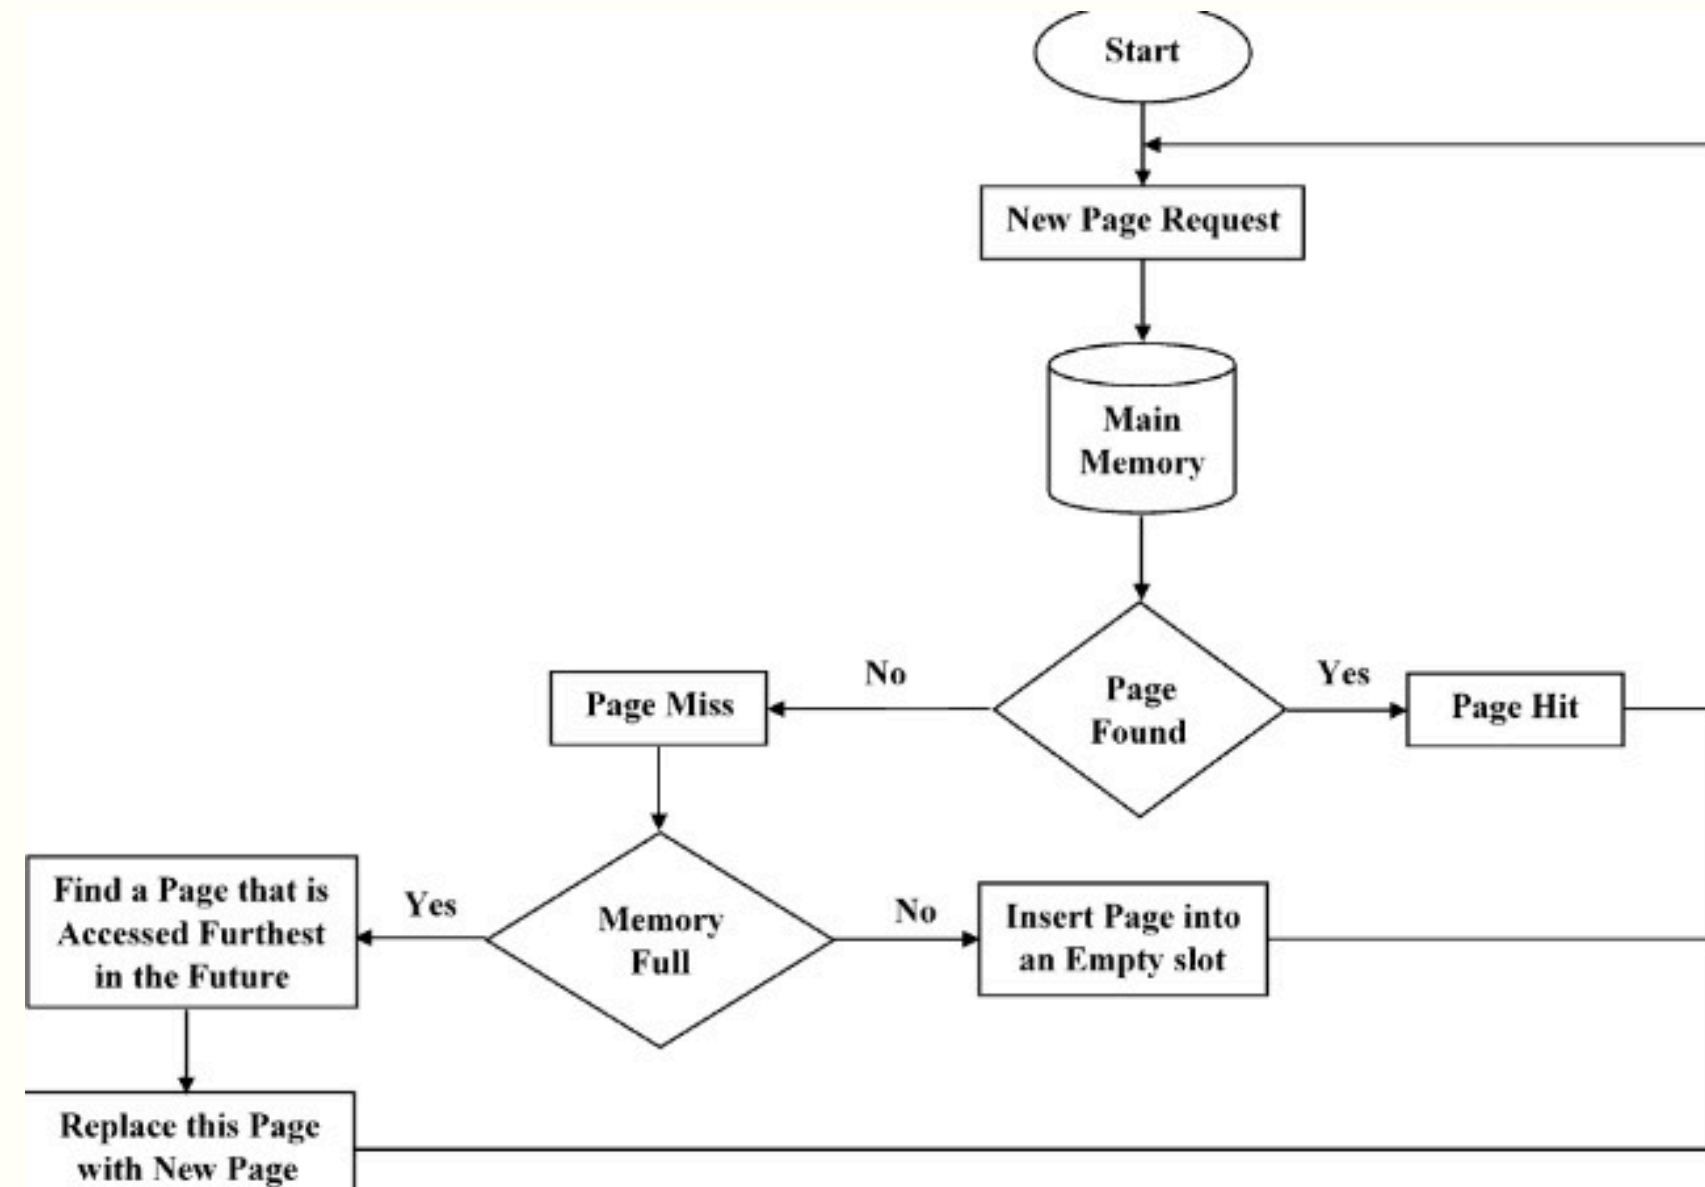 Start
New Page Request
Main
Memory
Page
Found
No
Yes
Page Miss
Page Hit
Memory
Full
Yes
No
Find a Page that is
Accessed Furthest
in the Future
Insert Page into
an Empty slot
Replace this Page
with New Page